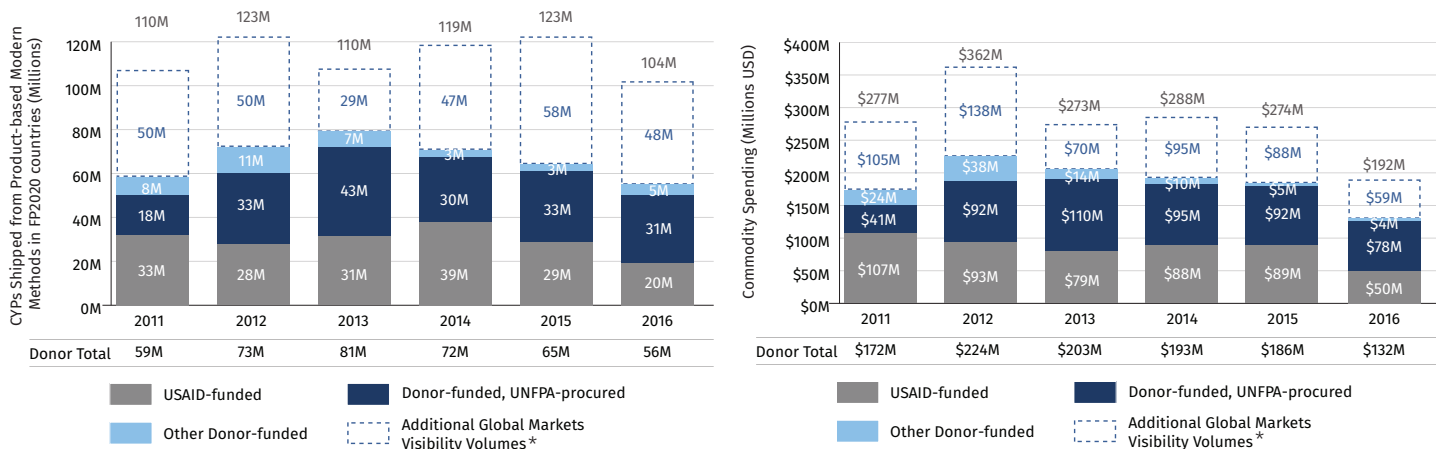 CYPs Shipped from Product-based Modern
Methods in FP2020 countries (Millions)
120M
100M
80M
60M
40M
20M
0M
110M
123M
110M
119M
123M
104M
50M
50M
29M
47M
58M
48M
8M
11M
7M
3M
3M
5M
18M
33M
43M
30M
33M
31M
33M
28M
31M
39M
29M
20M
2011 2012 2013 2014 2015 2016
Donor Total 59M 73M 81M 72M 65M 56M
USAID-funded
Donor-funded, UNFPA-procured
Other Donor-funded
Additional Global Markets
Visibility Volumes*
Commodity Spending (Millions USD)
$400M
$350M
$300M
$250M
$200M
$150M
$100M
$50M
$0M
$277M
$362M
$273M
$288M
$274M
$192M
$105M
$138M
$70M
$95M
$88M
$59M
$24M
$38M
$14M
$10M
$5M
$4M
$41M
$92M
$110M
$95M
$92M
$78M
$107M
$93M
$79M
$88M
$89M
$50M
2011 2012 2013 2014 2015 2016
Donor Total $172M $224M $203M $193M $186M $132M
USAID-funded
Donor-funded, UNFPA-procured
Other Donor-funded
Additional Global Markets
Visibility Volumes*